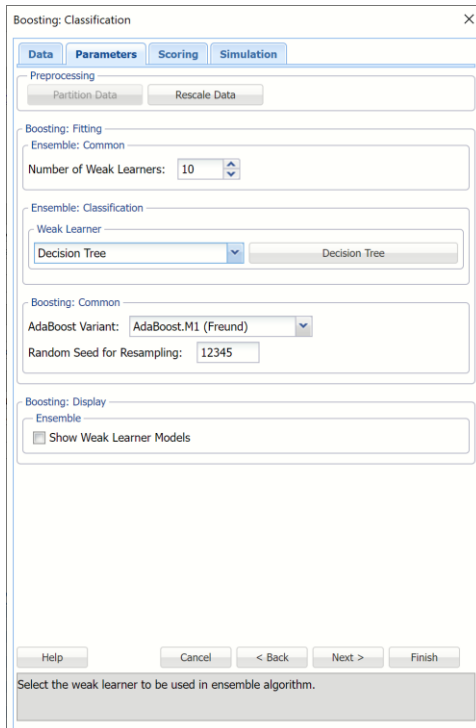 Boosting: Classification
Data Parameters Scoring Simulation
Preprocessing
Partition Data Rescale Data
Boosting: Fitting
Ensemble: Common
Number of Weak Learners: 10
Ensemble: Classification
Weak Learner
Decision Tree Decision Tree
Boosting: Common
AdaBoost Variant: AdaBoost.M1 (Freund)
Random Seed for Resampling: 12345
Boosting: Display
Ensemble
Show Weak Learner Models
Help Cancel < Back Next > Finish
Select the weak learner to be used in ensemble algorithm.